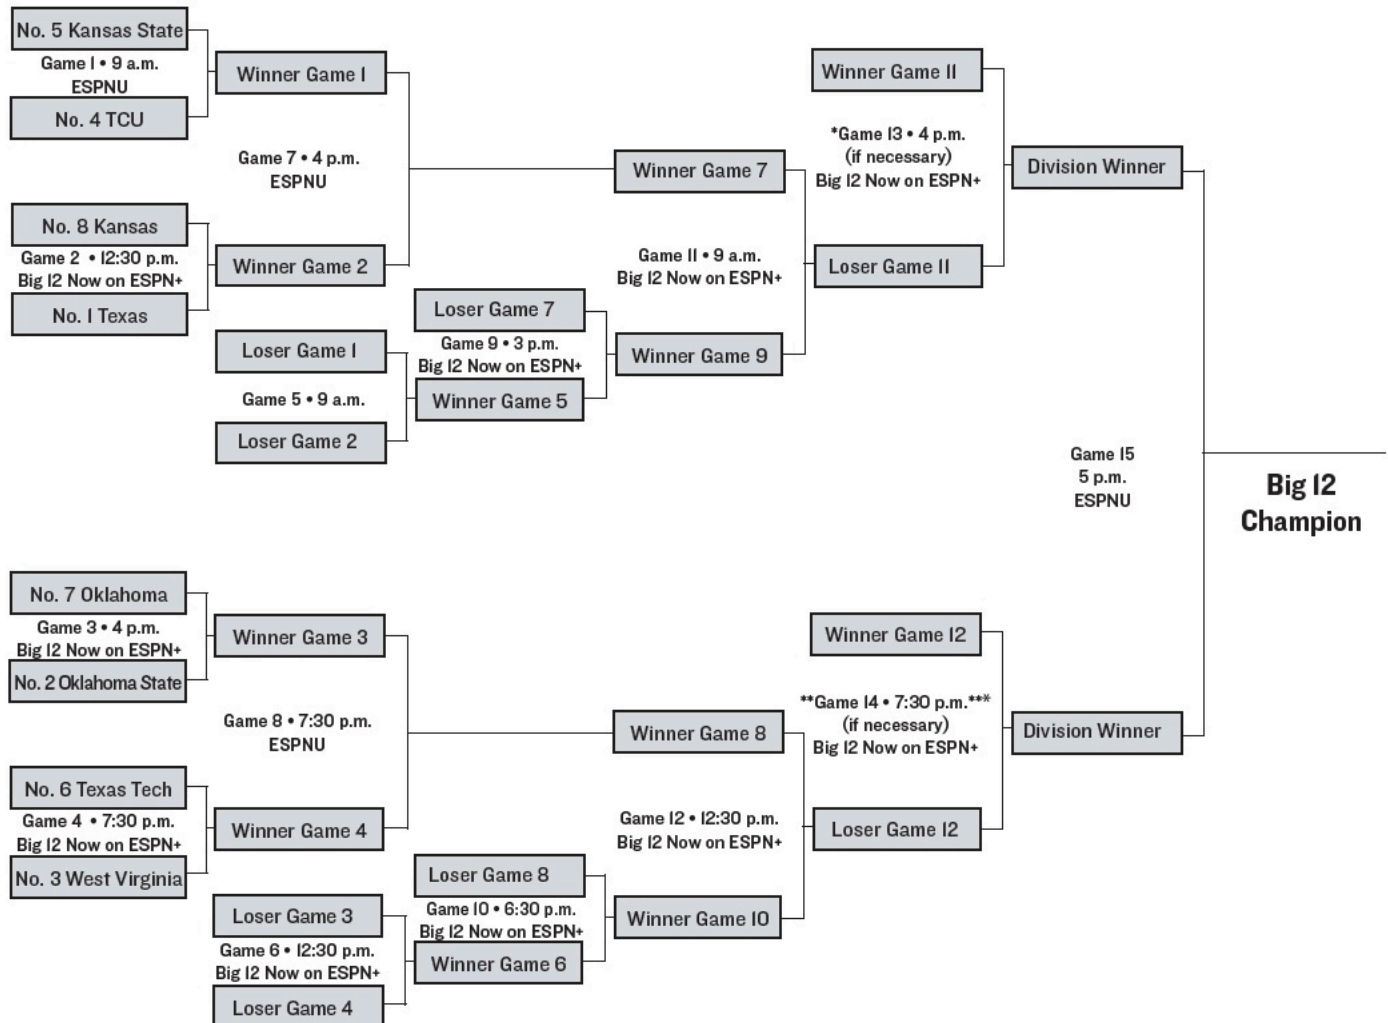 No. 5 Kansas State
Game 1 • 9 a.m.
ESPNU
No. 4 TCU
Winner Game 1
Game 7 • 4 p.m.
ESPNU
No. 8 Kansas
Game 2 • 12:30 p.m.
Big 12 Now on ESPN+
No. 1 Texas
Winner Game 2
Loser Game 1
Game 5 • 9 a.m.
Loser Game 2
Loser Game 7
Game 9 • 3 p.m.
Big 12 Now on ESPN+
Winner Game 5
Winner Game 7
Game 11 • 9 a.m.
Big 12 Now on ESPN+
Winner Game 9
Winner Game 11
*Game 13 • 4 p.m.
(if necessary)
Big 12 Now on ESPN+
Loser Game 11
Division Winner
Game 15
5 p.m.
ESPNU
Big 12
Champion
No. 7 Oklahoma
Game 3 • 4 p.m.
Big 12 Now on ESPN+
No. 2 Oklahoma State
Winner Game 3
Game 8 • 7:30 p.m.
ESPNU
No. 6 Texas Tech
Game 4 • 7:30 p.m.
Big 12 Now on ESPN+
No. 3 West Virginia
Winner Game 4
Loser Game 3
Game 6 • 12:30 p.m.
Big 12 Now on ESPN+
Loser Game 4
Loser Game 8
Game 10 • 6:30 p.m.
Big 12 Now on ESPN+
Winner Game 6
Winner Game 8
Game 12 • 12:30 p.m.
Big 12 Now on ESPN+
Winner Game 10
Winner Game 12
**Game 14 • 7:30 p.m.***
(if necessary)
Big 12 Now on ESPN+
Loser Game 12
Division Winner